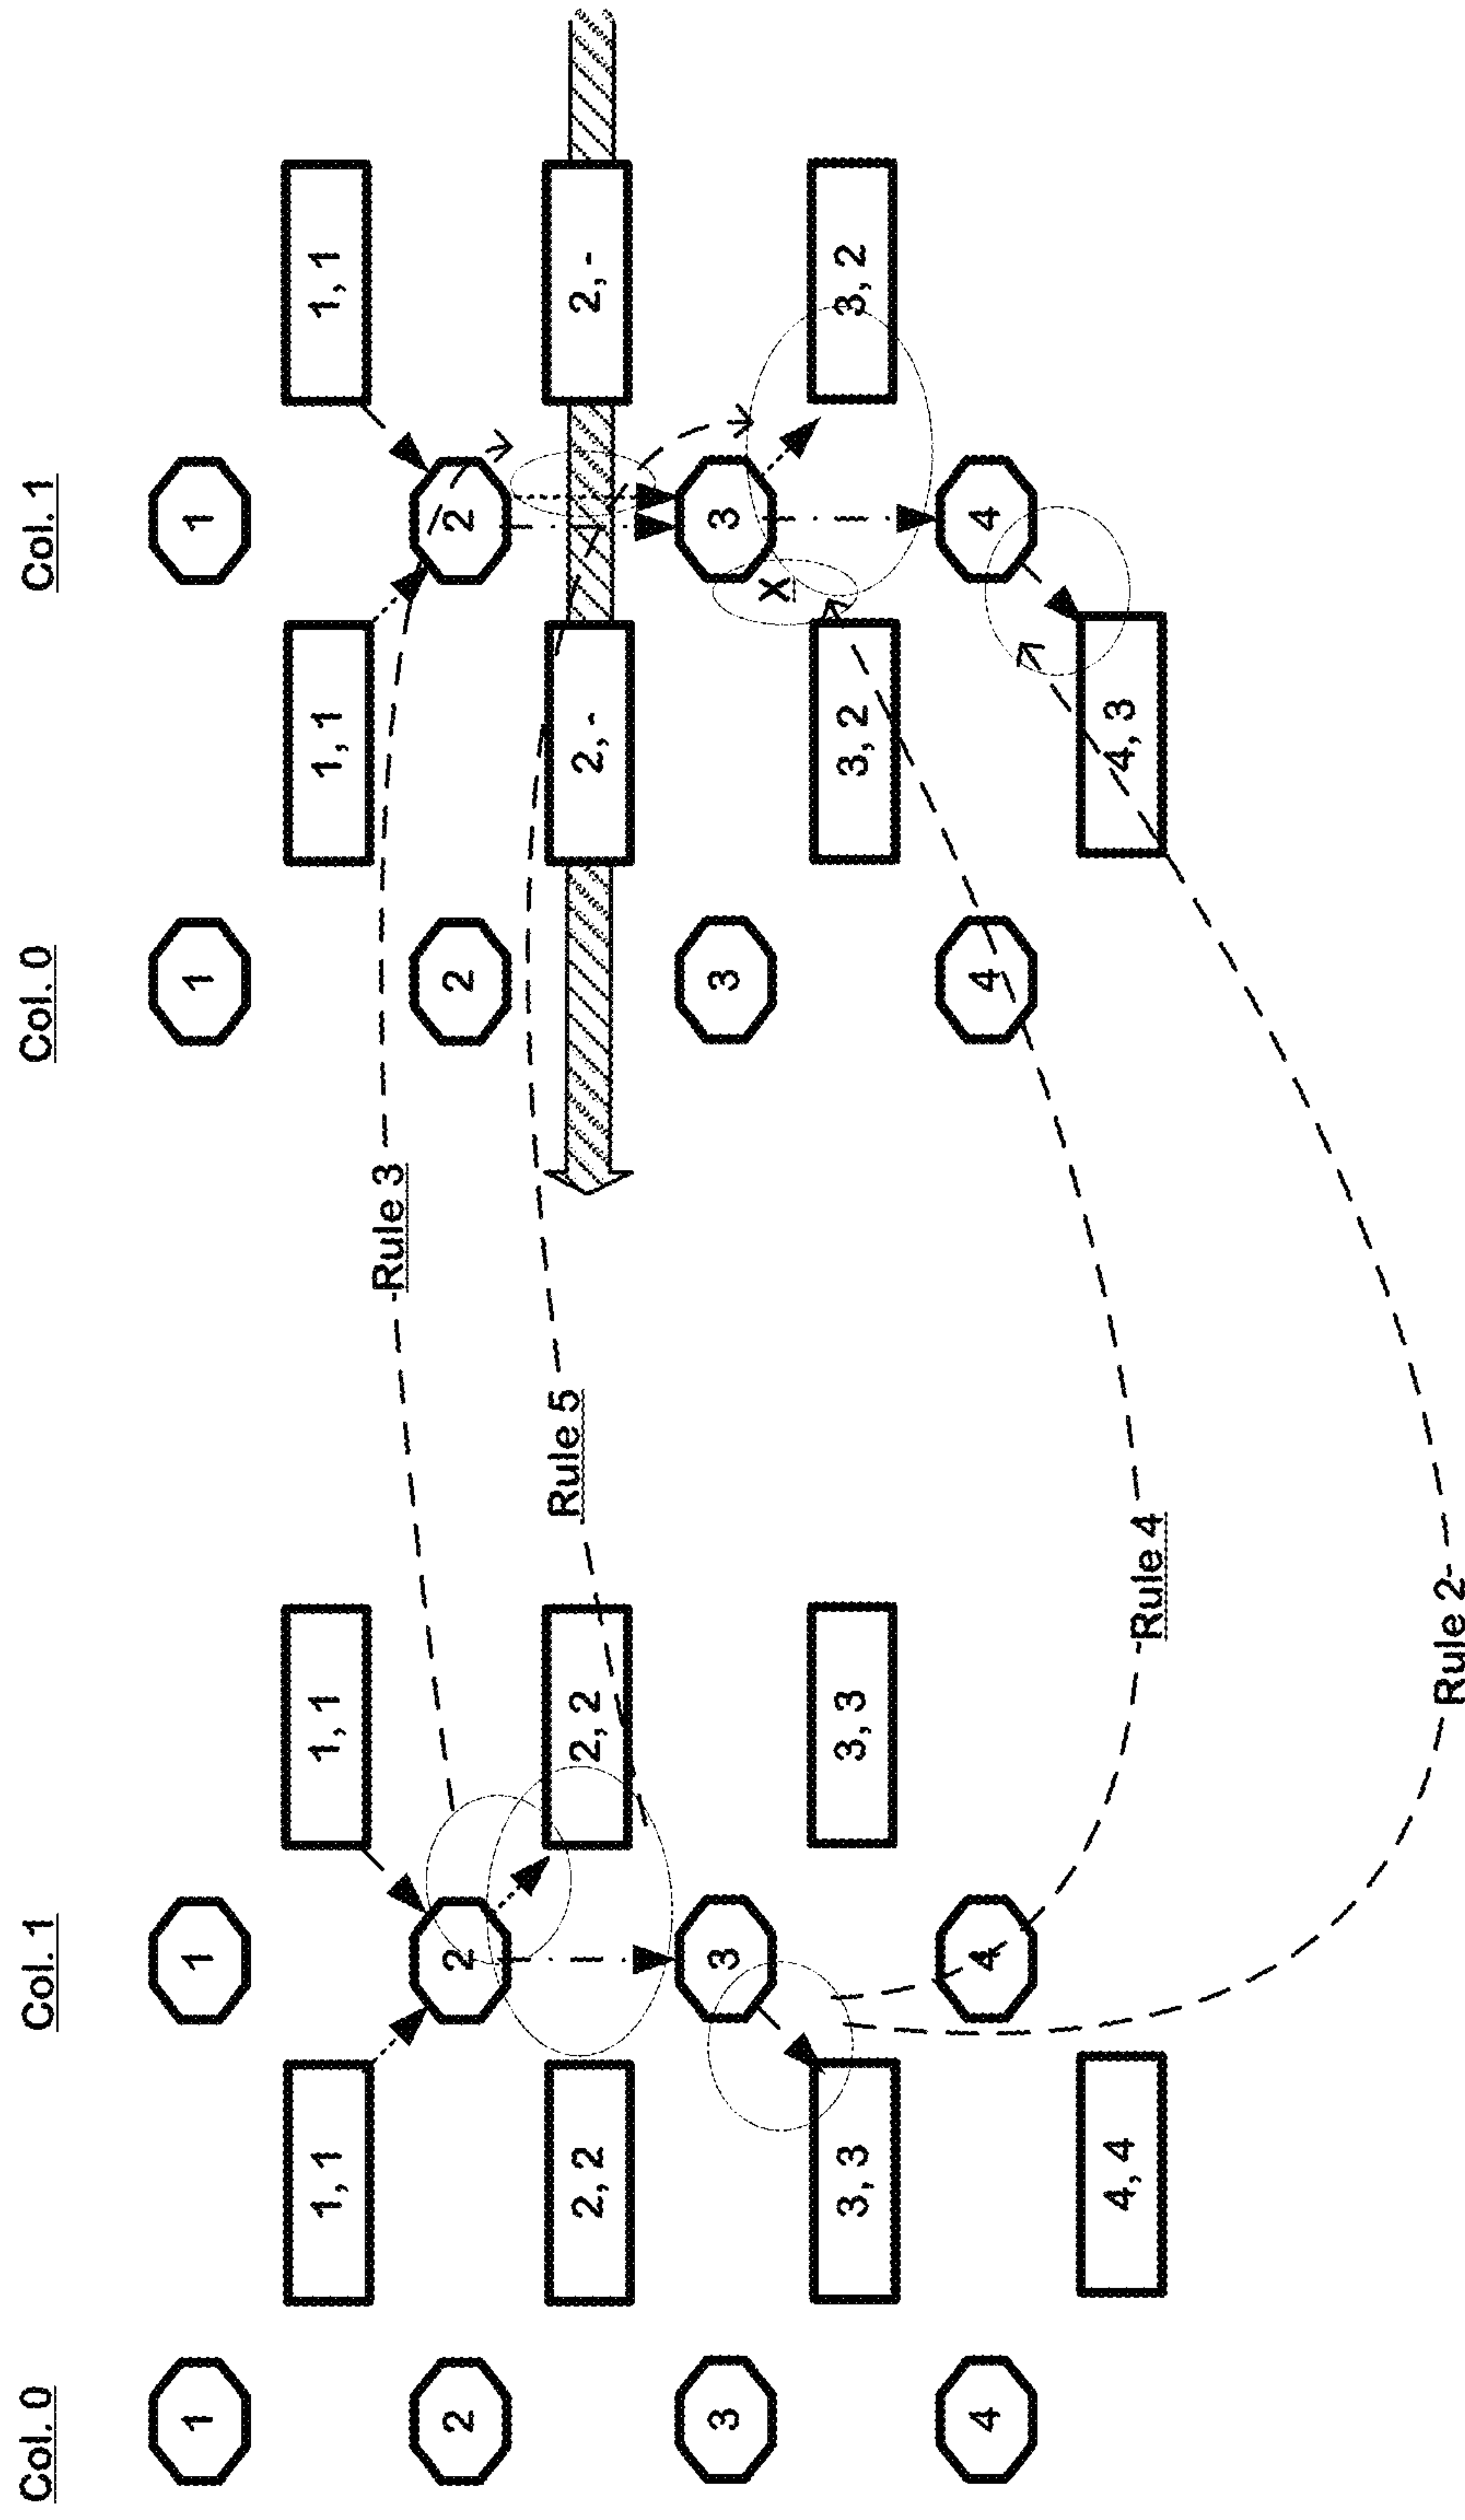 Col. 0 Col. 1 Col. 0 Col. 1
1 1 1 1
1, 1 1, 1 1, 1 1, 1
Rule 3
2 2 2 2
2, 2 2, 2 Rule 5 2, - 2, -
3 3 3 3
X
3, 3 3, 3 3, 2 3, 2
4 4 4 4
4, 4 4, 3
Rule 4
Rule 2